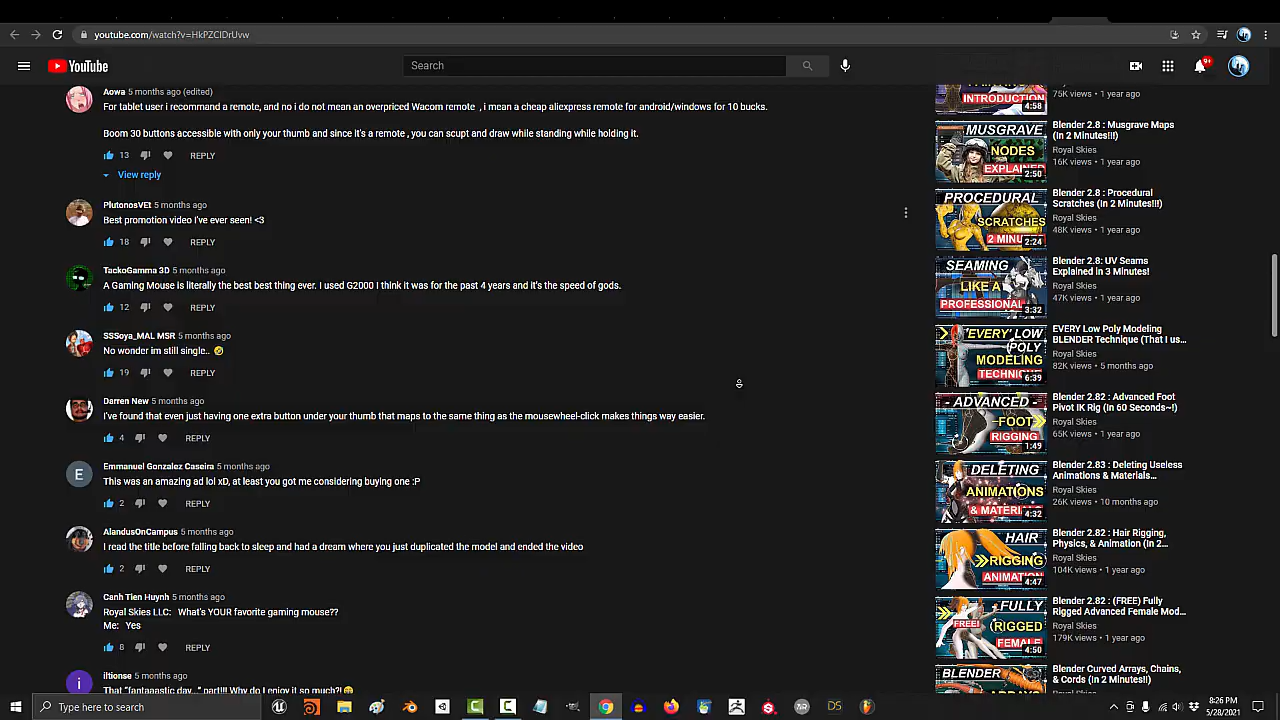 youtube.com/watch?v=HkPZClDrUvw
YouTube
Search
9+
Aowa 5 months ago (edited)
For tablet user i recommand a remote, and no i do not mean an overpriced Wacom remote , i mean a cheap aliexpress remote for android/windows for 10 bucks.
Boom 30 buttons accessible with only your thumb and since it's a remote , you can scupt and draw while standing while holding it.
13 REPLY
View reply
PlutonosVEt 5 months ago
Best promotion video I've ever seen! <3
18 REPLY
TackoGamma 3D 5 months ago
A Gaming Mouse is literally the best thing ever. I used G2000 I think it was for the past 4 years and it's the speed of gods.
12 REPLY
SSSoya_MAL MSR 5 months ago
No wonder im still single.. 🤣
19 REPLY
Darren New 5 months ago
I've found that even just having one extra button under your thumb that maps to the same thing as the mousewheel-click makes things way easier.
4 REPLY
E
Emmanuel Gonzalez Caseira 5 months ago
This was an amazing ad lol xD, at least you got me considering buying one :P
2 REPLY
AlandusOnCampus 5 months ago
I read the title before falling back to sleep and had a dream where you just duplicated the model and ended the video
2 REPLY
Canh Tien Huynh 5 months ago
Royal Skies LLC: What's YOUR favorite gaming mouse??
Me: Yes
8 REPLY
i
iltionse 5 months ago
That "fantaaastic day..." part!!! Why do I enjoy it so much?!
INTRODUCTION
4:58
75K views • 1 year ago
MUSGRAVE
NODES
EXPLAINED
2:50
Blender 2.8 : Musgrave Maps
(In 2 Minutes!!!)
Royal Skies
16K views • 1 year ago
PROCEDURAL
SCRATCHES
2 MINU
2:24
Blender 2.8 : Procedural
Scratches (In 2 Minutes!!!)
Royal Skies
48K views • 1 year ago
SEAMING
LIKE A
PROFESSIONAL
3:32
Blender 2.8: UV Seams
Explained in 3 Minutes!
Royal Skies
47K views • 1 year ago
'EVERY' LOW
POLY
MODELING
TECHNIQ
6:39
EVERY Low Poly Modeling
BLENDER Technique (That I us...
Royal Skies
82K views • 5 months ago
- ADVANCED -
FOOT
RIGGING
1:49
Blender 2.82 : Advanced Foot
Pivot IK Rig (In 60 Seconds~!)
Royal Skies
65K views • 1 year ago
DELETING
ANIMATIONS
& MATERI
4:32
Blender 2.83 : Deleting Useless
Animations & Materials...
Royal Skies
26K views • 10 months ago
HAIR
RIGGING
ANIMATI
4:47
Blender 2.82 : Hair Rigging,
Physics, & Animation (In 2...
Royal Skies
104K views • 1 year ago
FULLY
FREE!
RIGGED
FEMALE
4:50
Blender 2.82 : (FREE) Fully
Rigged Advanced Female Mod...
Royal Skies
179K views • 1 year ago
BLENDER
Blender Curved Arrays, Chains,
& Cords (In 2 Minutes!!)
Type here to search
8:26 PM
5/28/2021